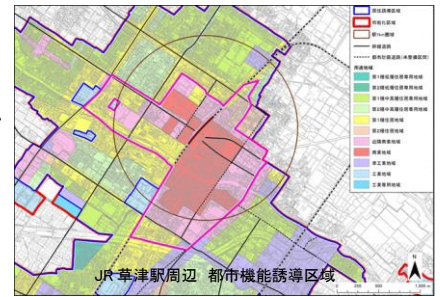 居住誘導区域
市街化区域
駅1km圏域
幹線道路
都市計画道路(未整備区間)
用途地域
第1種低層住居専用地域
第2種低層住居専用地域
第1種中高層住居専用地域
第2種中高層住居専用地域
第1種住居地域
第2種住居地域
近隣商業地域
商業地域
準工業地域
工業地域
工業専用地域
N
JR草津駅周辺 都市機能誘導区域